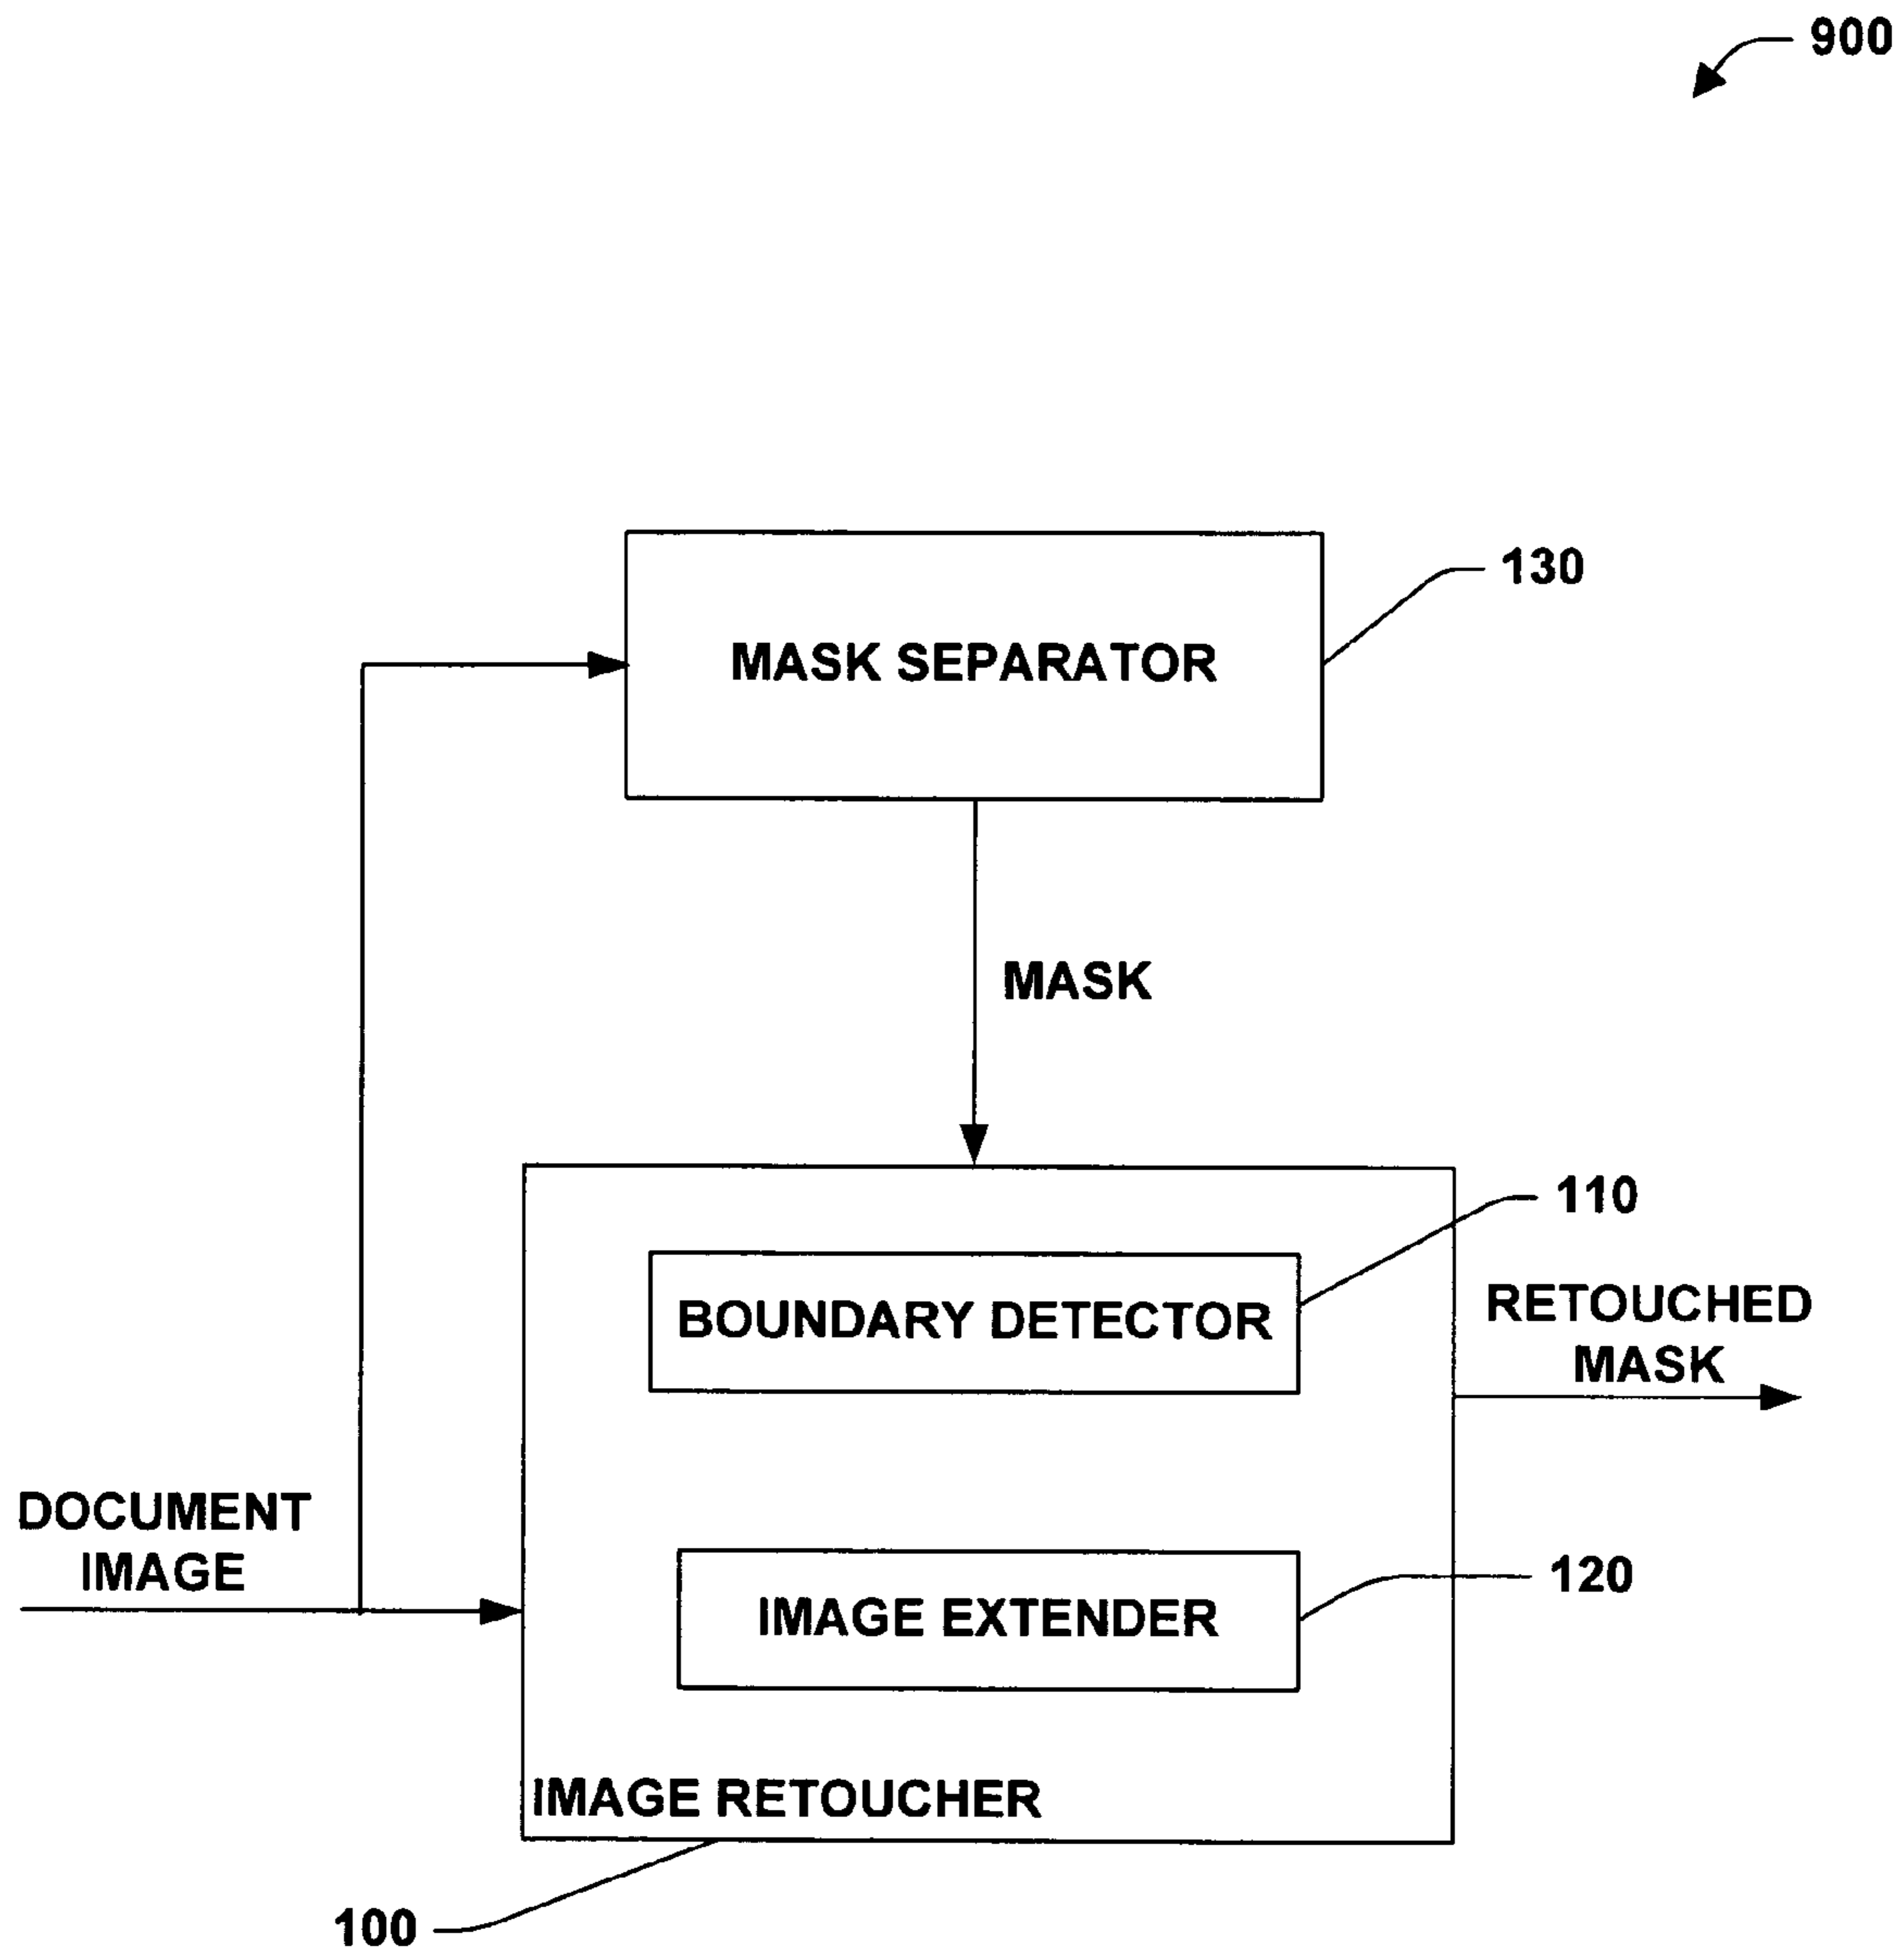 900
130
MASK SEPARATOR
MASK
110
BOUNDARY DETECTOR
RETOUCHED
MASK
DOCUMENT
IMAGE
120
IMAGE EXTENDER
IMAGE RETOUCHER
100